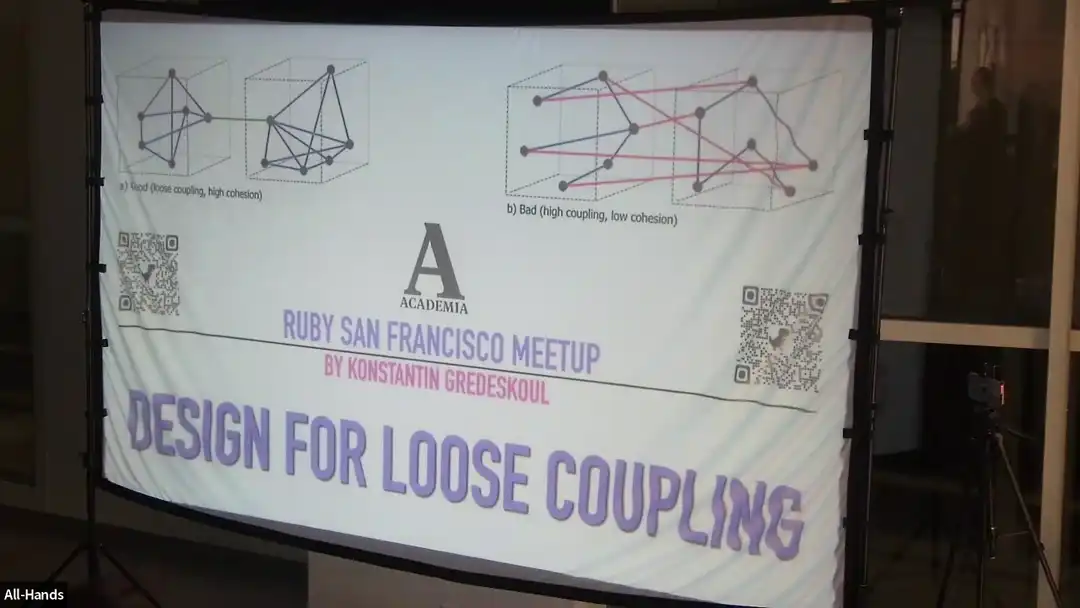 a) Good (loose coupling, high cohesion)
b) Bad (high coupling, low cohesion)
A
ACADEMIA
RUBY SAN FRANCISCO MEETUP
BY KONSTANTIN GREDESKOUL
DESIGN FOR LOOSE COUPLING
All-Hands